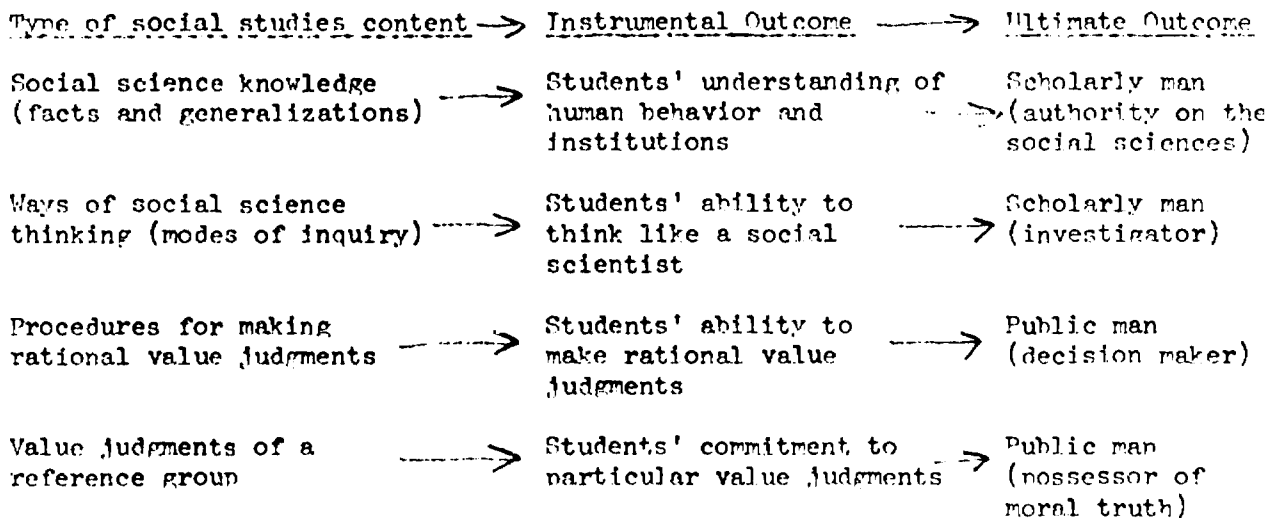 Type of social studies content → Instrumental Outcome → Ultimate Outcome
Social science knowledge
(facts and generalizations) → Students' understanding of
human behavior and
institutions → Scholarly man
(authority on the
social sciences)
Ways of social science
thinking (modes of inquiry) → Students' ability to
think like a social
scientist → Scholarly man
(investigator)
Procedures for making
rational value judgments → Students' ability to
make rational value
judgments → Public man
(decision maker)
Value judgments of a
reference group → Students' commitment to
particular value judgments → Public man
(possessor of
moral truth)